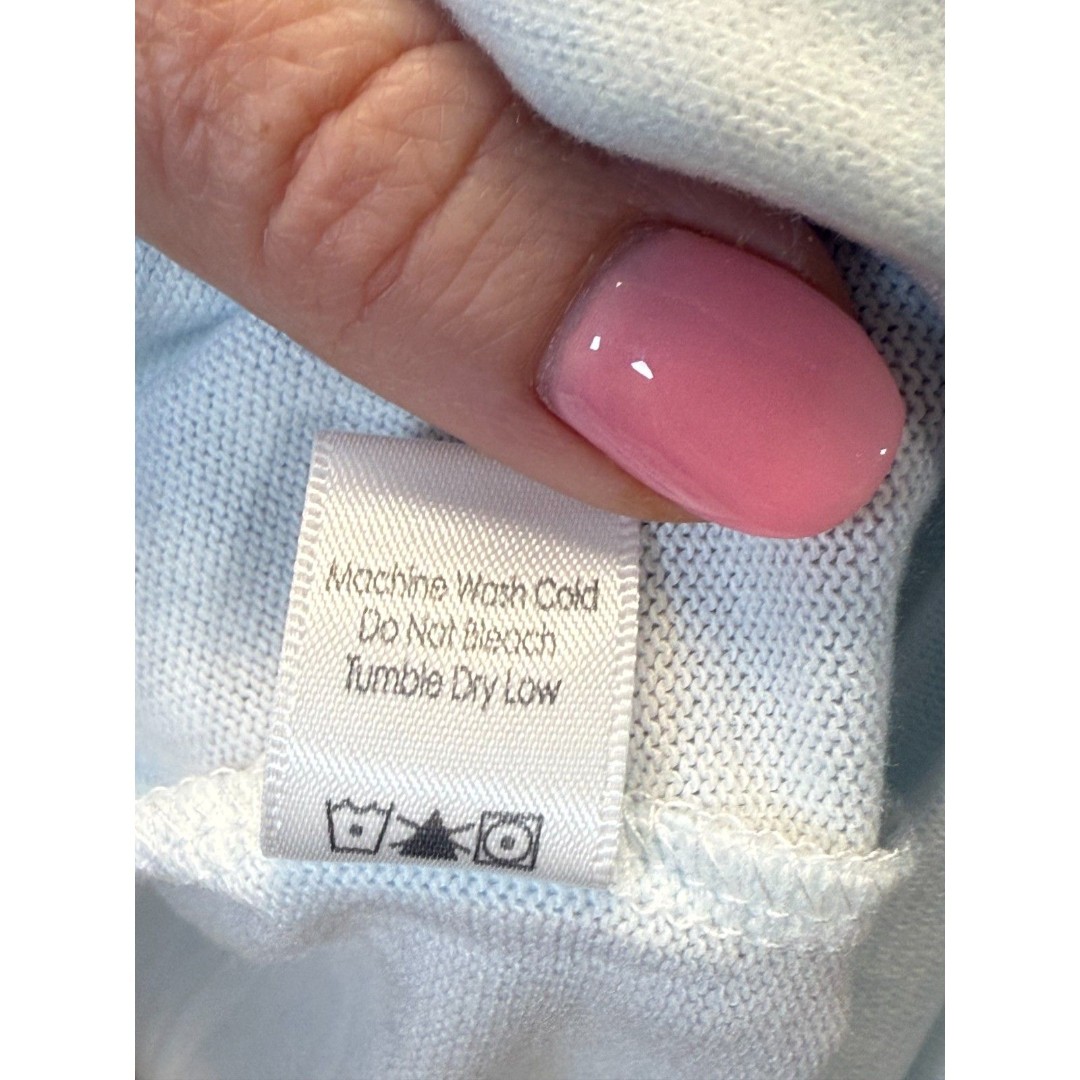 Machine Wash Cold
Do Not Bleach
Tumble Dry Low